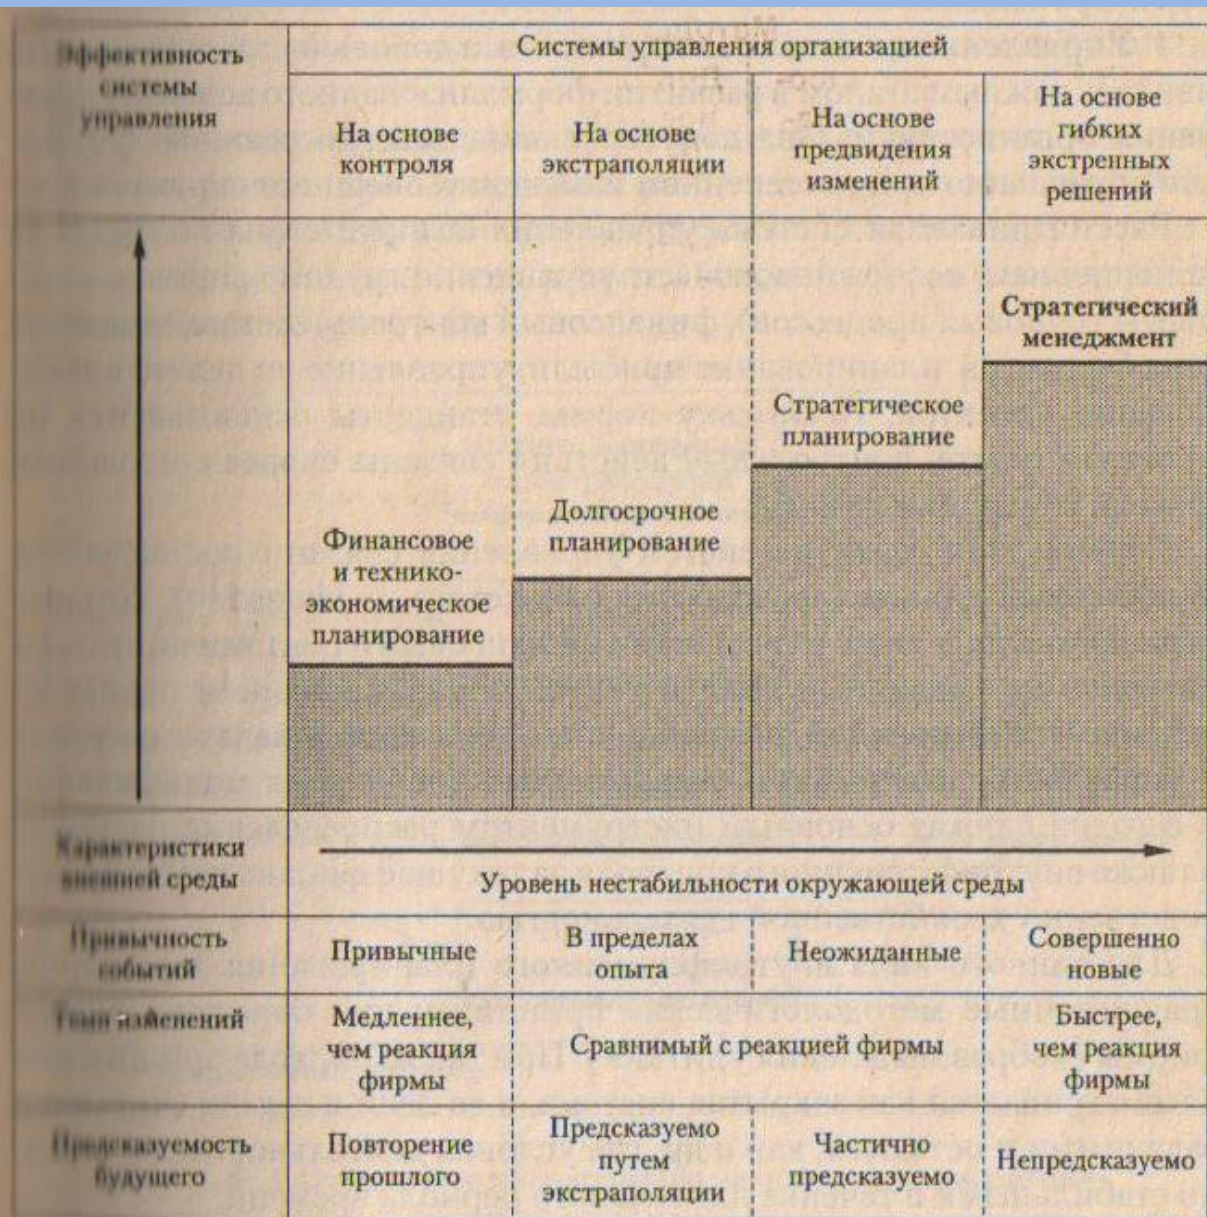 Эффективность
системы
управления
Системы управления организацией
На основе
контроля
На основе
экстраполяции
На основе
предвидения
изменений
На основе
гибких
экстренных
решений
Стратегический
менеджмент
Стратегическое
планирование
Долгосрочное
планирование
Финансовое
и технико-
экономическое
планирование
Характеристики
внешней среды
Уровень нестабильности окружающей среды
Привычность
событий
Привычные
В пределах
опыта
Неожиданные
Совершенно
новые
Темп изменений
Медленнее,
чем реакция
фирмы
Сравнимый с реакцией фирмы
Быстрее,
чем реакция
фирмы
Предсказуемость
будущего
Повторение
прошлого
Предсказуемо
путем
экстраполяции
Частично
предсказуемо
Непредсказуемо